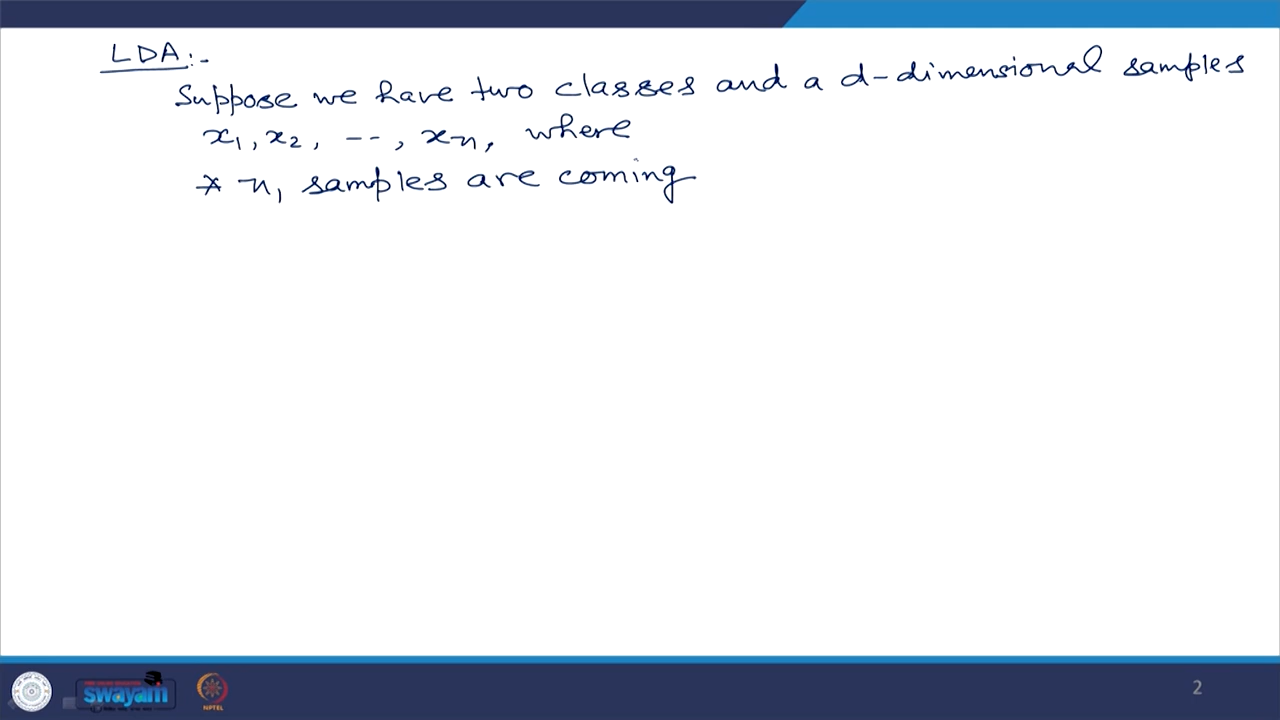 LDA:-
Suppose we have two classes and a d-dimensional samples
x₁, x₂, --, xn, where
* n₁ samples are coming
swayam
NPTEL
2